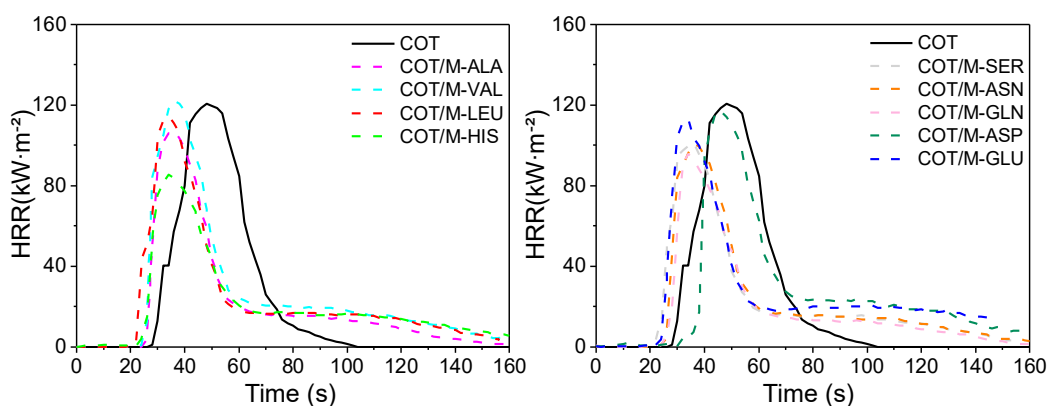 160
120
80
40
0
HRR(kW·m⁻²)
COT
COT/M-ALA
COT/M-VAL
COT/M-LEU
COT/M-HIS
0 20 40 60 80 100 120 140 160
Time (s)
160
120
80
40
0
HRR(kW·m⁻²)
COT
COT/M-SER
COT/M-ASN
COT/M-GLN
COT/M-ASP
COT/M-GLU
0 20 40 60 80 100 120 140 160
Time (s)